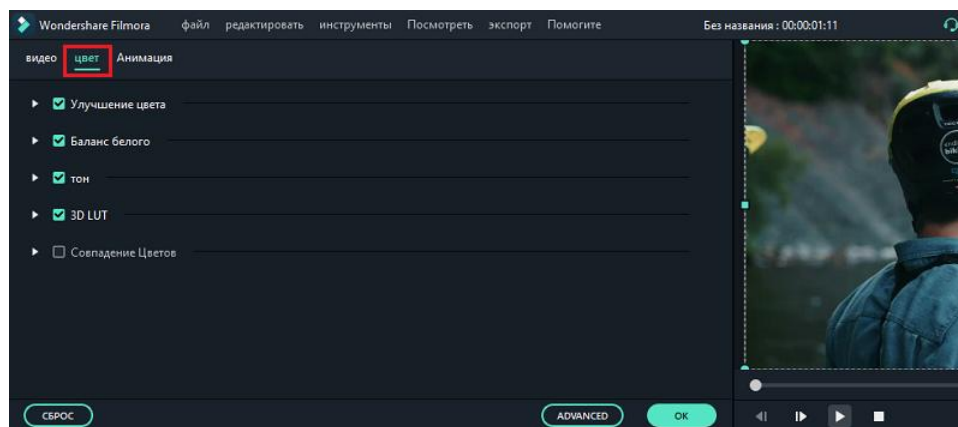 Wondershare Filmora файл редактировать инструменты Посмотреть экспорт Помогите Без названия : 00:00:01:11
видео цвет Анимация
Улучшение цвета
Баланс белого
тон
3D LUT
Совпадение Цветов
СБРОС ADVANCED OK